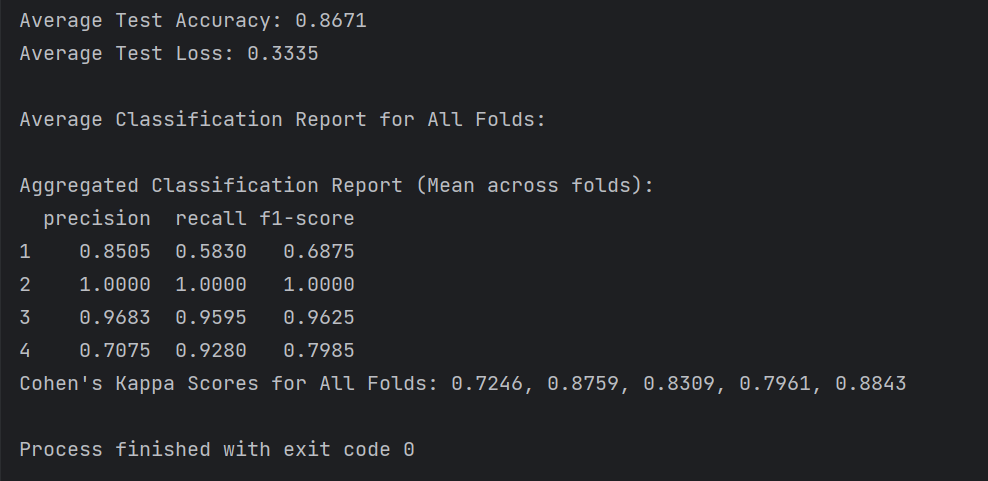 Average Test Accuracy: 0.8671
Average Test Loss: 0.3335
Average Classification Report for All Folds:
Aggregated Classification Report (Mean across folds):
precision recall f1-score
1 0.8505 0.5830 0.6875
2 1.0000 1.0000 1.0000
3 0.9683 0.9595 0.9625
4 0.7075 0.9280 0.7985
Cohen's Kappa Scores for All Folds: 0.7246, 0.8759, 0.8309, 0.7961, 0.8843
Process finished with exit code 0